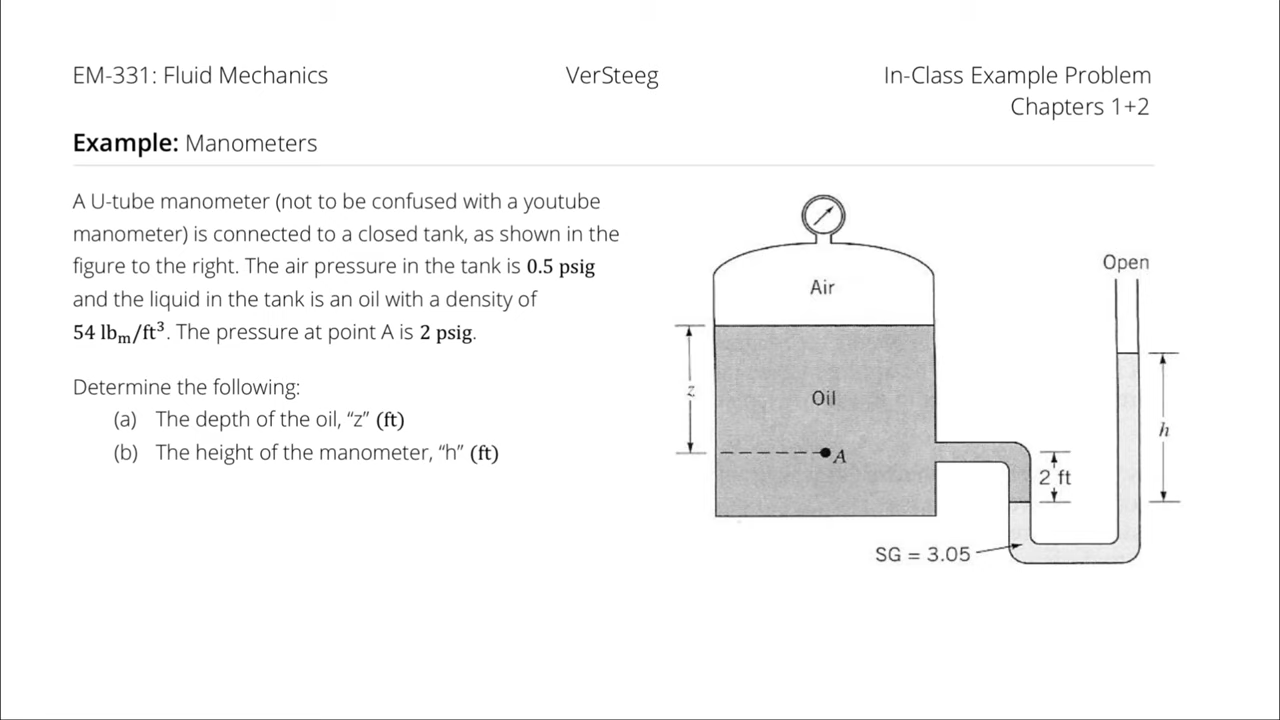 EM-331: Fluid Mechanics VerSteeg In-Class Example Problem
Chapters 1+2
Example: Manometers
A U-tube manometer (not to be confused with a youtube
manometer) is connected to a closed tank, as shown in the
figure to the right. The air pressure in the tank is 0.5 psig
and the liquid in the tank is an oil with a density of
54 lbₘ/ft³. The pressure at point A is 2 psig.
Determine the following:
(a) The depth of the oil, “z” (ft)
(b) The height of the manometer, “h” (ft)
Open
Air
z
Oil
h
A
2 ft
SG = 3.05